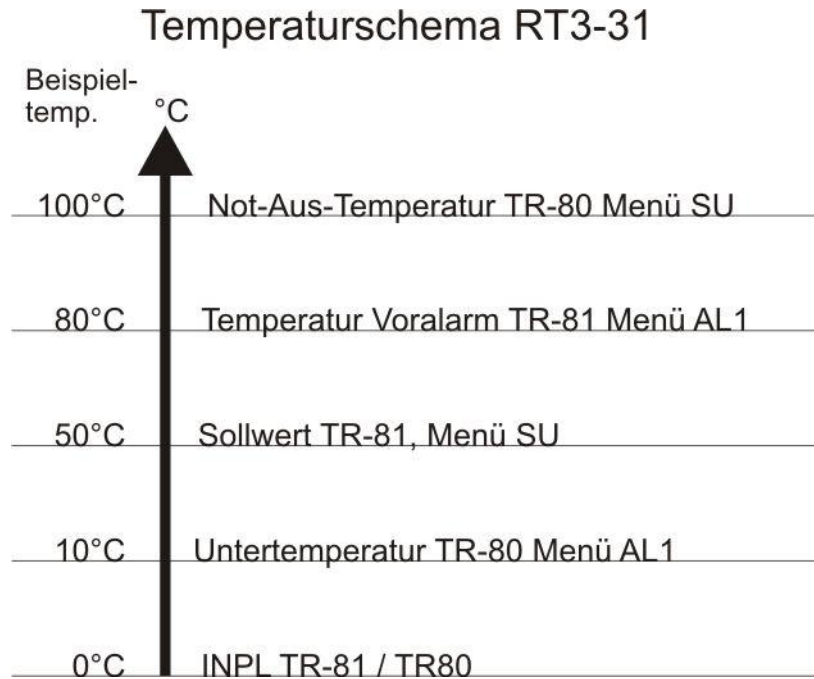 Temperaturschema RT3-31
Beispiel-
temp. °C
100°C Not-Aus-Temperatur TR-80 Menü SU
80°C Temperatur Voralarm TR-81 Menü AL1
50°C Sollwert TR-81, Menü SU
10°C Untertemperatur TR-80 Menü AL1
0°C INPL TR-81 / TR80